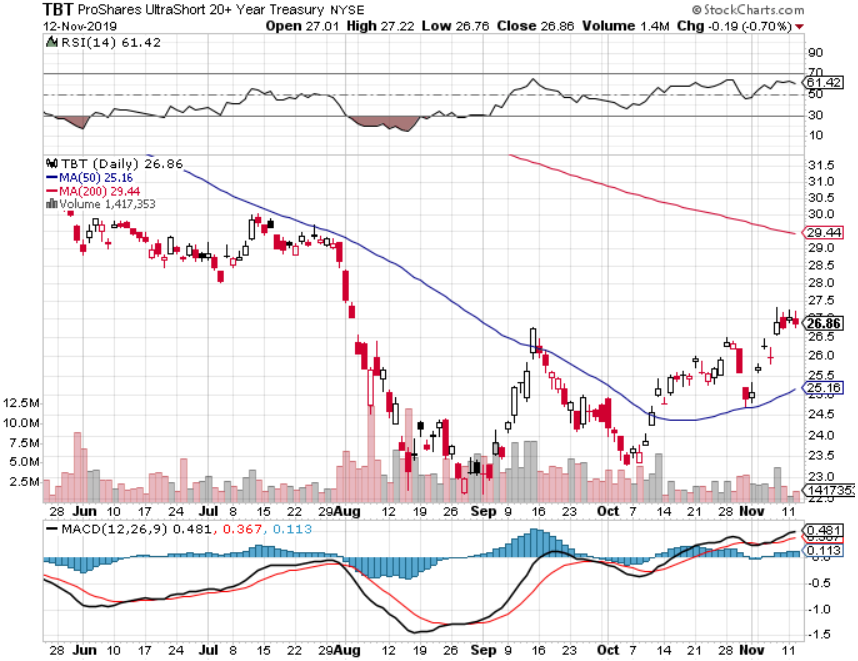 TBT ProShares UltraShort 20+ Year Treasury NYSE
© StockCharts.com
12-Nov-2019
Open 27.01 High 27.22 Low 26.76 Close 26.86 Volume 1.4M Chg -0.19 (-0.70%)
RSI(14) 61.42
90
70
61.42
50
30
10
TBT (Daily) 26.86
MA(50) 25.16
MA(200) 29.44
Volume 1,417,353
31.5
31.0
30.5
30.0
29.44
29.0
28.5
28.0
27.5
26.86
26.5
26.0
25.5
25.16
24.5
24.0
23.5
23.0
1417353
22.5
12.5M
10.0M
7.5M
5.0M
2.5M
28 Jun 10 17 24 Jul 8 15 22 29 Aug 12 19 26 Sep 9 16 23 Oct 7 14 21 28 Nov 11
MACD(12,26,9) 0.481, 0.367, 0.113
0.481
0.367
0.113
0.0
-0.5
-1.0
-1.5
28 Jun 10 17 24 Jul 8 15 22 29 Aug 12 19 26 Sep 9 16 23 Oct 7 14 21 28 Nov 11